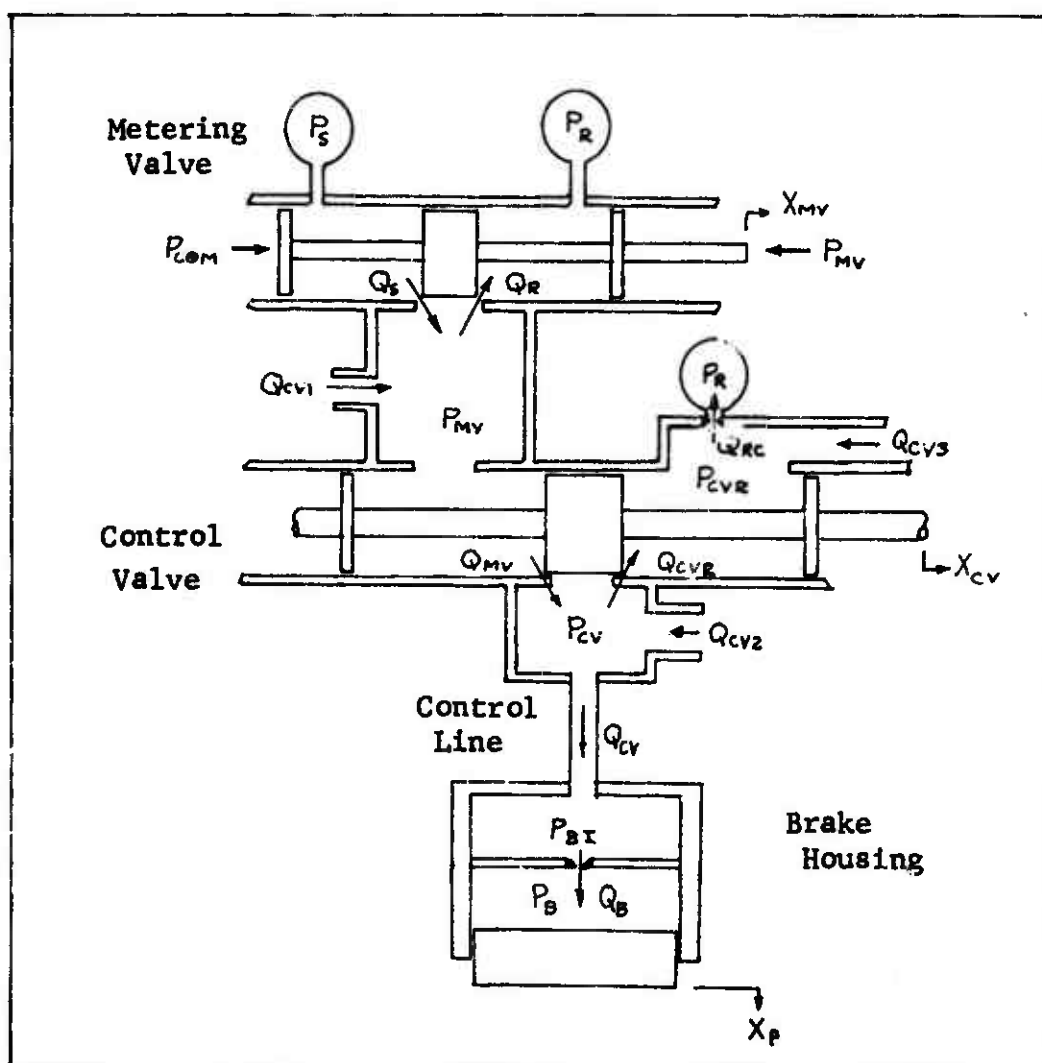 P_S
P_R
Metering
Valve
X_MV
P_COM
P_MV
Q_S
Q_R
P_R
Q_CV1
P_MV
Q_RC
Q_CV3
P_CVR
Control
Valve
Q_MV
Q_CVR
X_CV
P_CV
Q_CV2
Control
Line
Q_CV
P_BI
Brake
Housing
P_B
Q_B
X_P